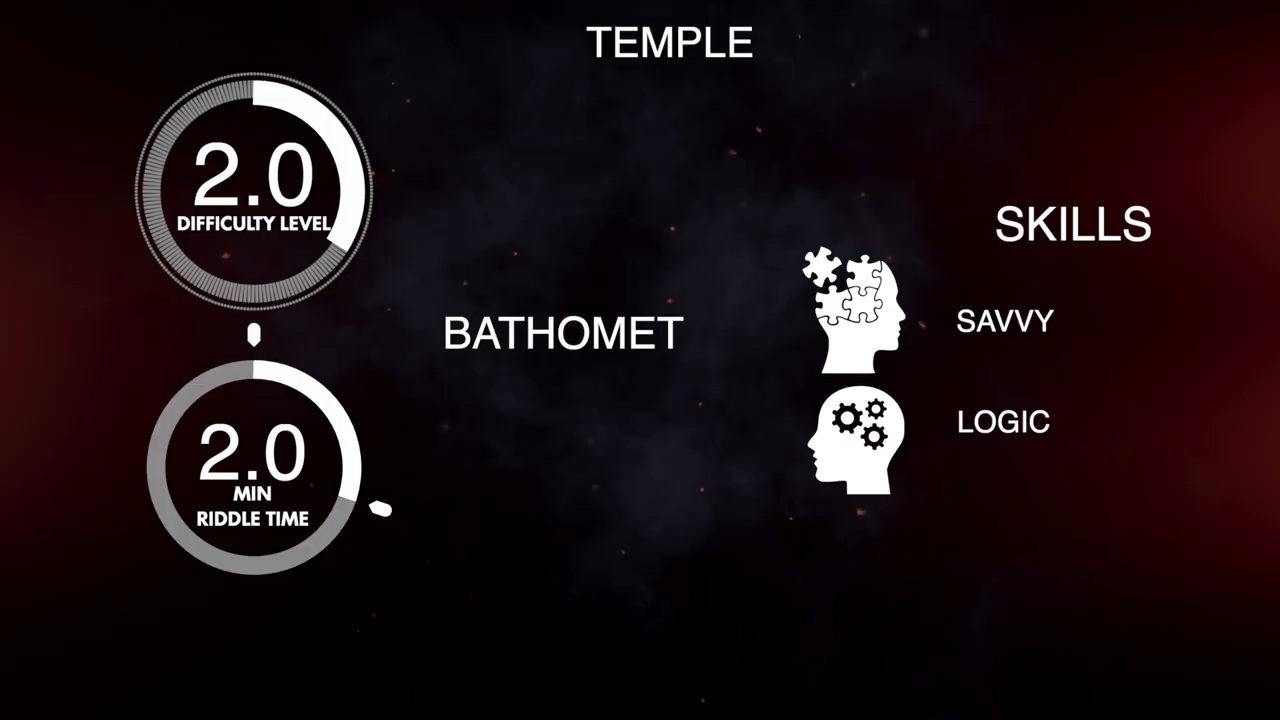 TEMPLE
2.0
DIFFICULTY LEVEL
SKILLS
BATHOMET
SAVVY
LOGIC
2.0
MIN
RIDDLE TIME